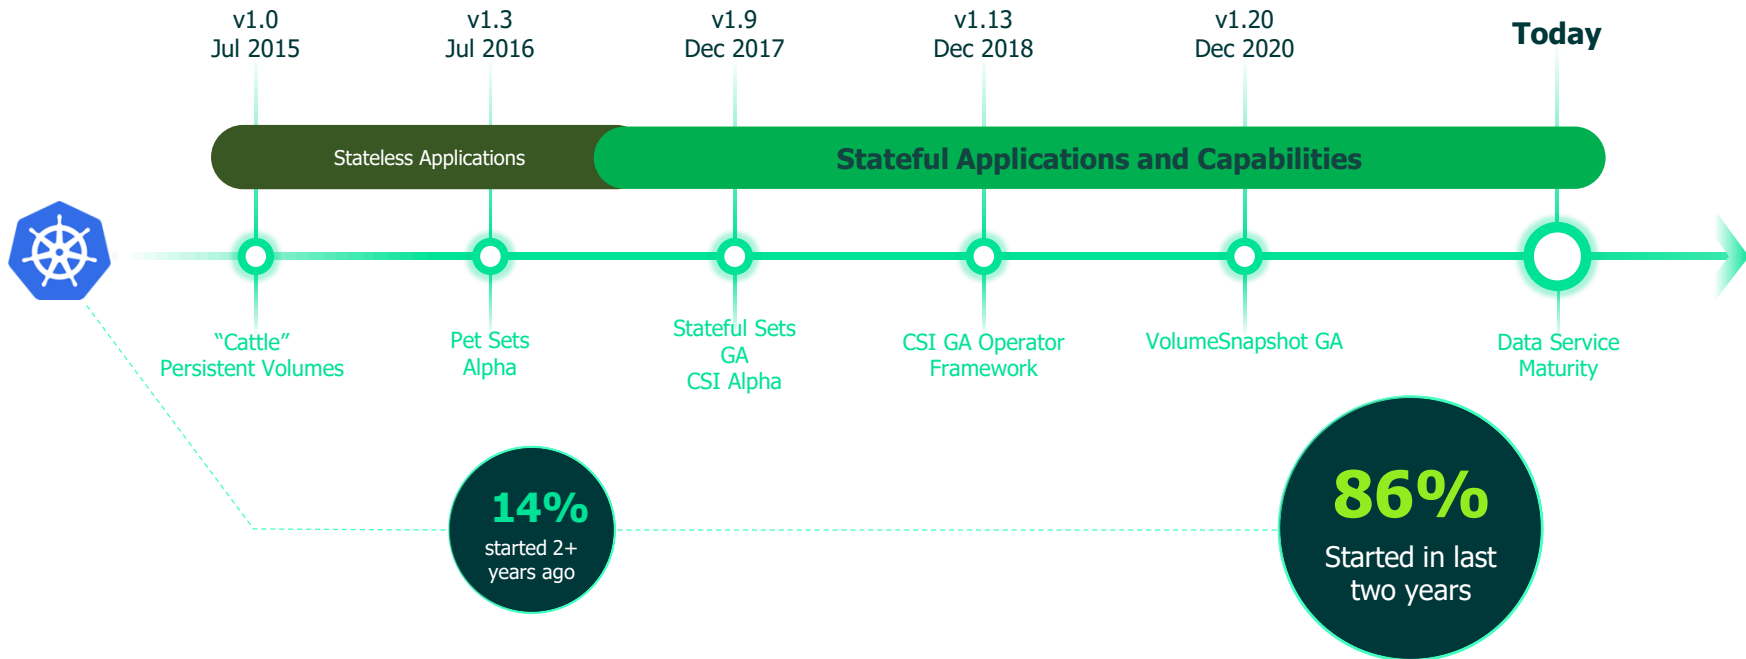 v1.0
Jul 2015
v1.3
Jul 2016
v1.9
Dec 2017
v1.13
Dec 2018
v1.20
Dec 2020
Today
Stateless Applications
Stateful Applications and Capabilities
“Cattle”
Persistent Volumes
Pet Sets
Alpha
Stateful Sets
GA
CSI Alpha
CSI GA Operator
Framework
VolumeSnapshot GA
Data Service
Maturity
14%
started 2+
years ago
86%
Started in last
two years